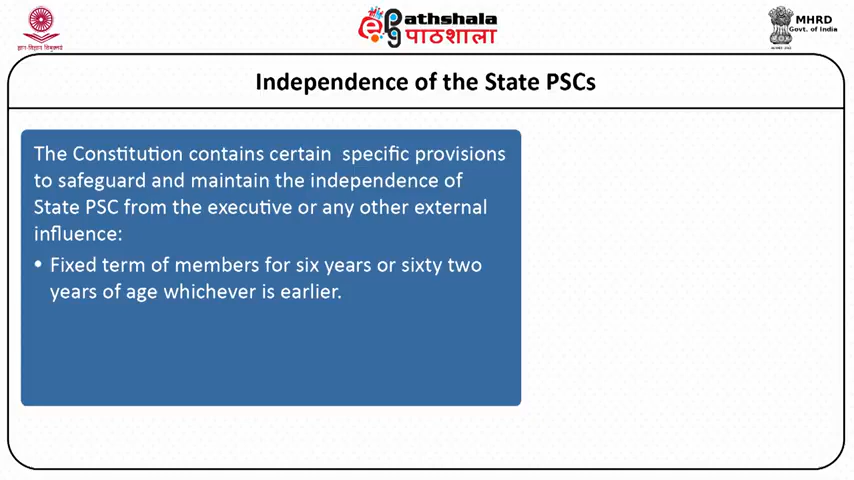 Pathshala
पाठशाला
MHRD
Govt. of India
Independence of the State PSCs
The Constitution contains certain specific provisions
to safeguard and maintain the independence of
State PSC from the executive or any other external
influence:
• Fixed term of members for six years or sixty two
years of age whichever is earlier.